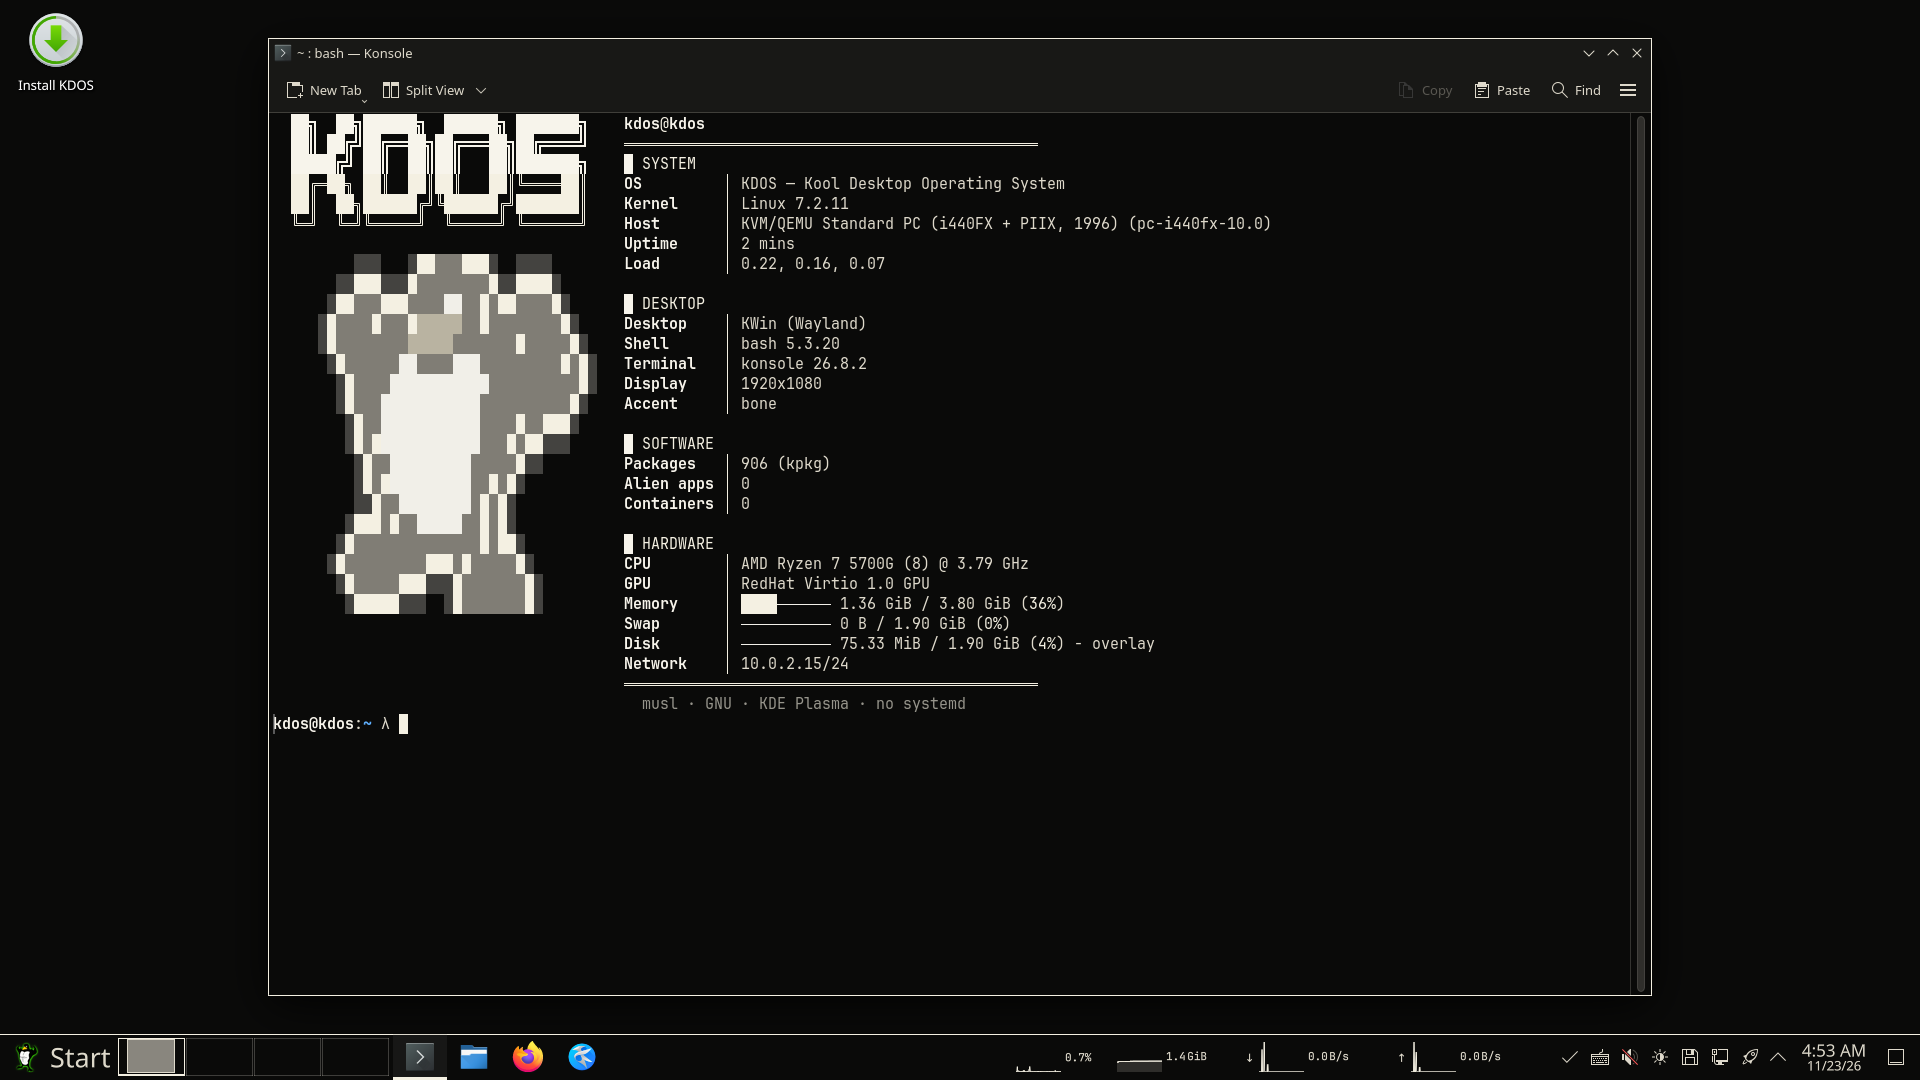 Install KDOS
~ : bash — Konsole
New Tab
Split View
Copy
Paste
Find
KDOS
kdos@kdos
SYSTEM
OS KDOS — Kool Desktop Operating System
Kernel Linux 7.2.11
Host KVM/QEMU Standard PC (i440FX + PIIX, 1996) (pc-i440fx-10.0)
Uptime 2 mins
Load 0.22, 0.16, 0.07
DESKTOP
Desktop KWin (Wayland)
Shell bash 5.3.20
Terminal konsole 26.8.2
Display 1920x1080
Accent bone
SOFTWARE
Packages 906 (kpkg)
Alien apps 0
Containers 0
HARDWARE
CPU AMD Ryzen 7 5700G (8) @ 3.79 GHz
GPU RedHat Virtio 1.0 GPU
Memory 1.36 GiB / 3.80 GiB (36%)
Swap 0 B / 1.90 GiB (0%)
Disk 75.33 MiB / 1.90 GiB (4%) - overlay
Network 10.0.2.15/24
musl · GNU · KDE Plasma · no systemd
kdos@kdos:~ λ
Start
0.7%
1.4GiB
↓ 0.0B/s
↑ 0.0B/s
4:53 AM
11/23/26